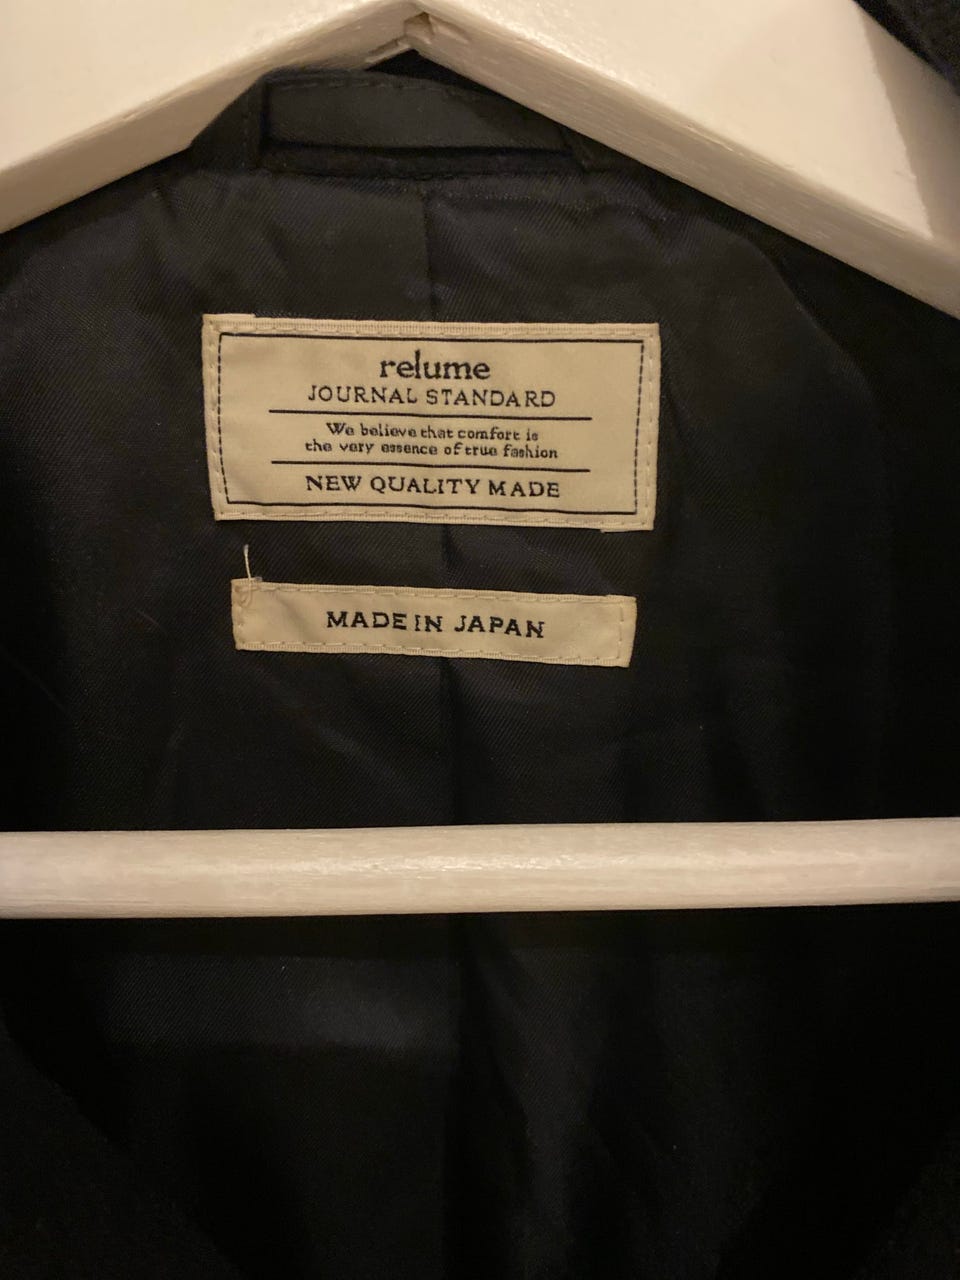 relume
JOURNAL STANDARD
We believe that comfort is
the very essence of true fashion
NEW QUALITY MADE
MADE IN JAPAN